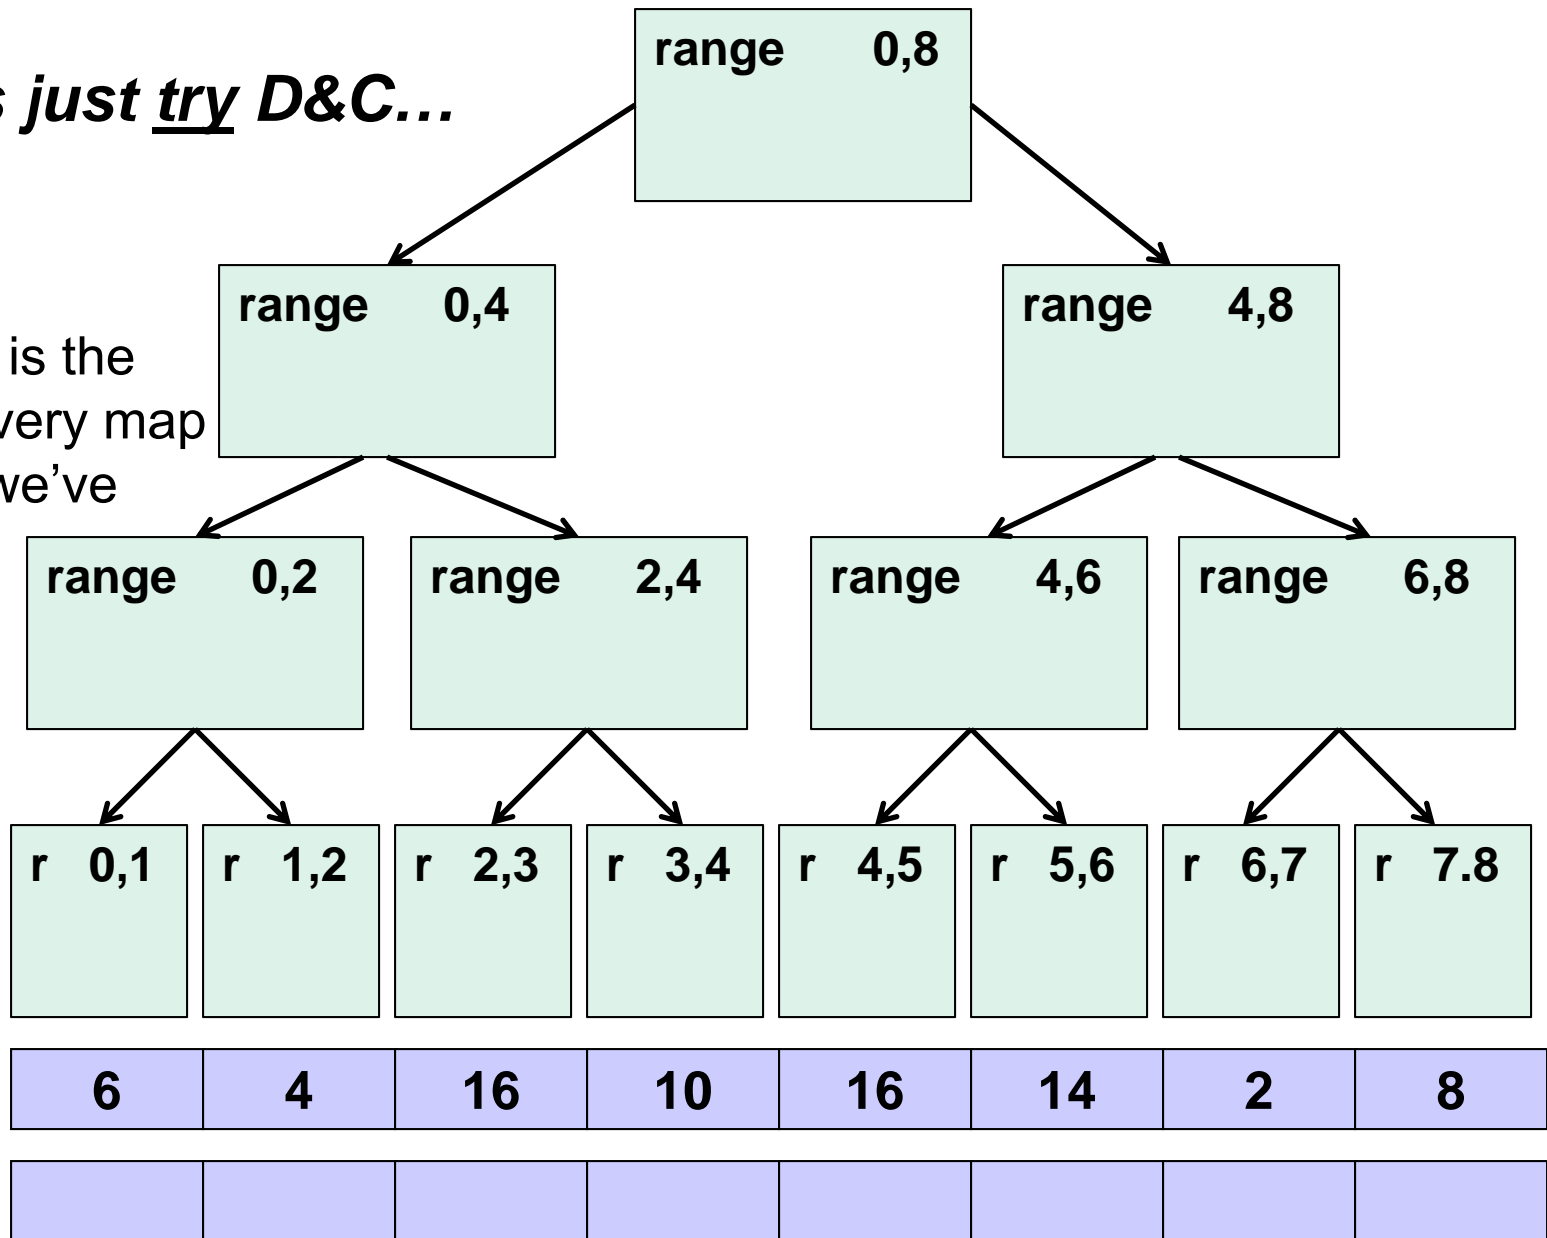 just try D&C...
range 0,8
range 0,4
range 4,8
is the
very map
we've
range 0,2
range 2,4
range 4,6
range 6,8
r 0,1
r 1,2
r 2,3
r 3,4
r 4,5
r 5,6
r 6,7
r 7.8
6 4 16 10 16 14 2 8